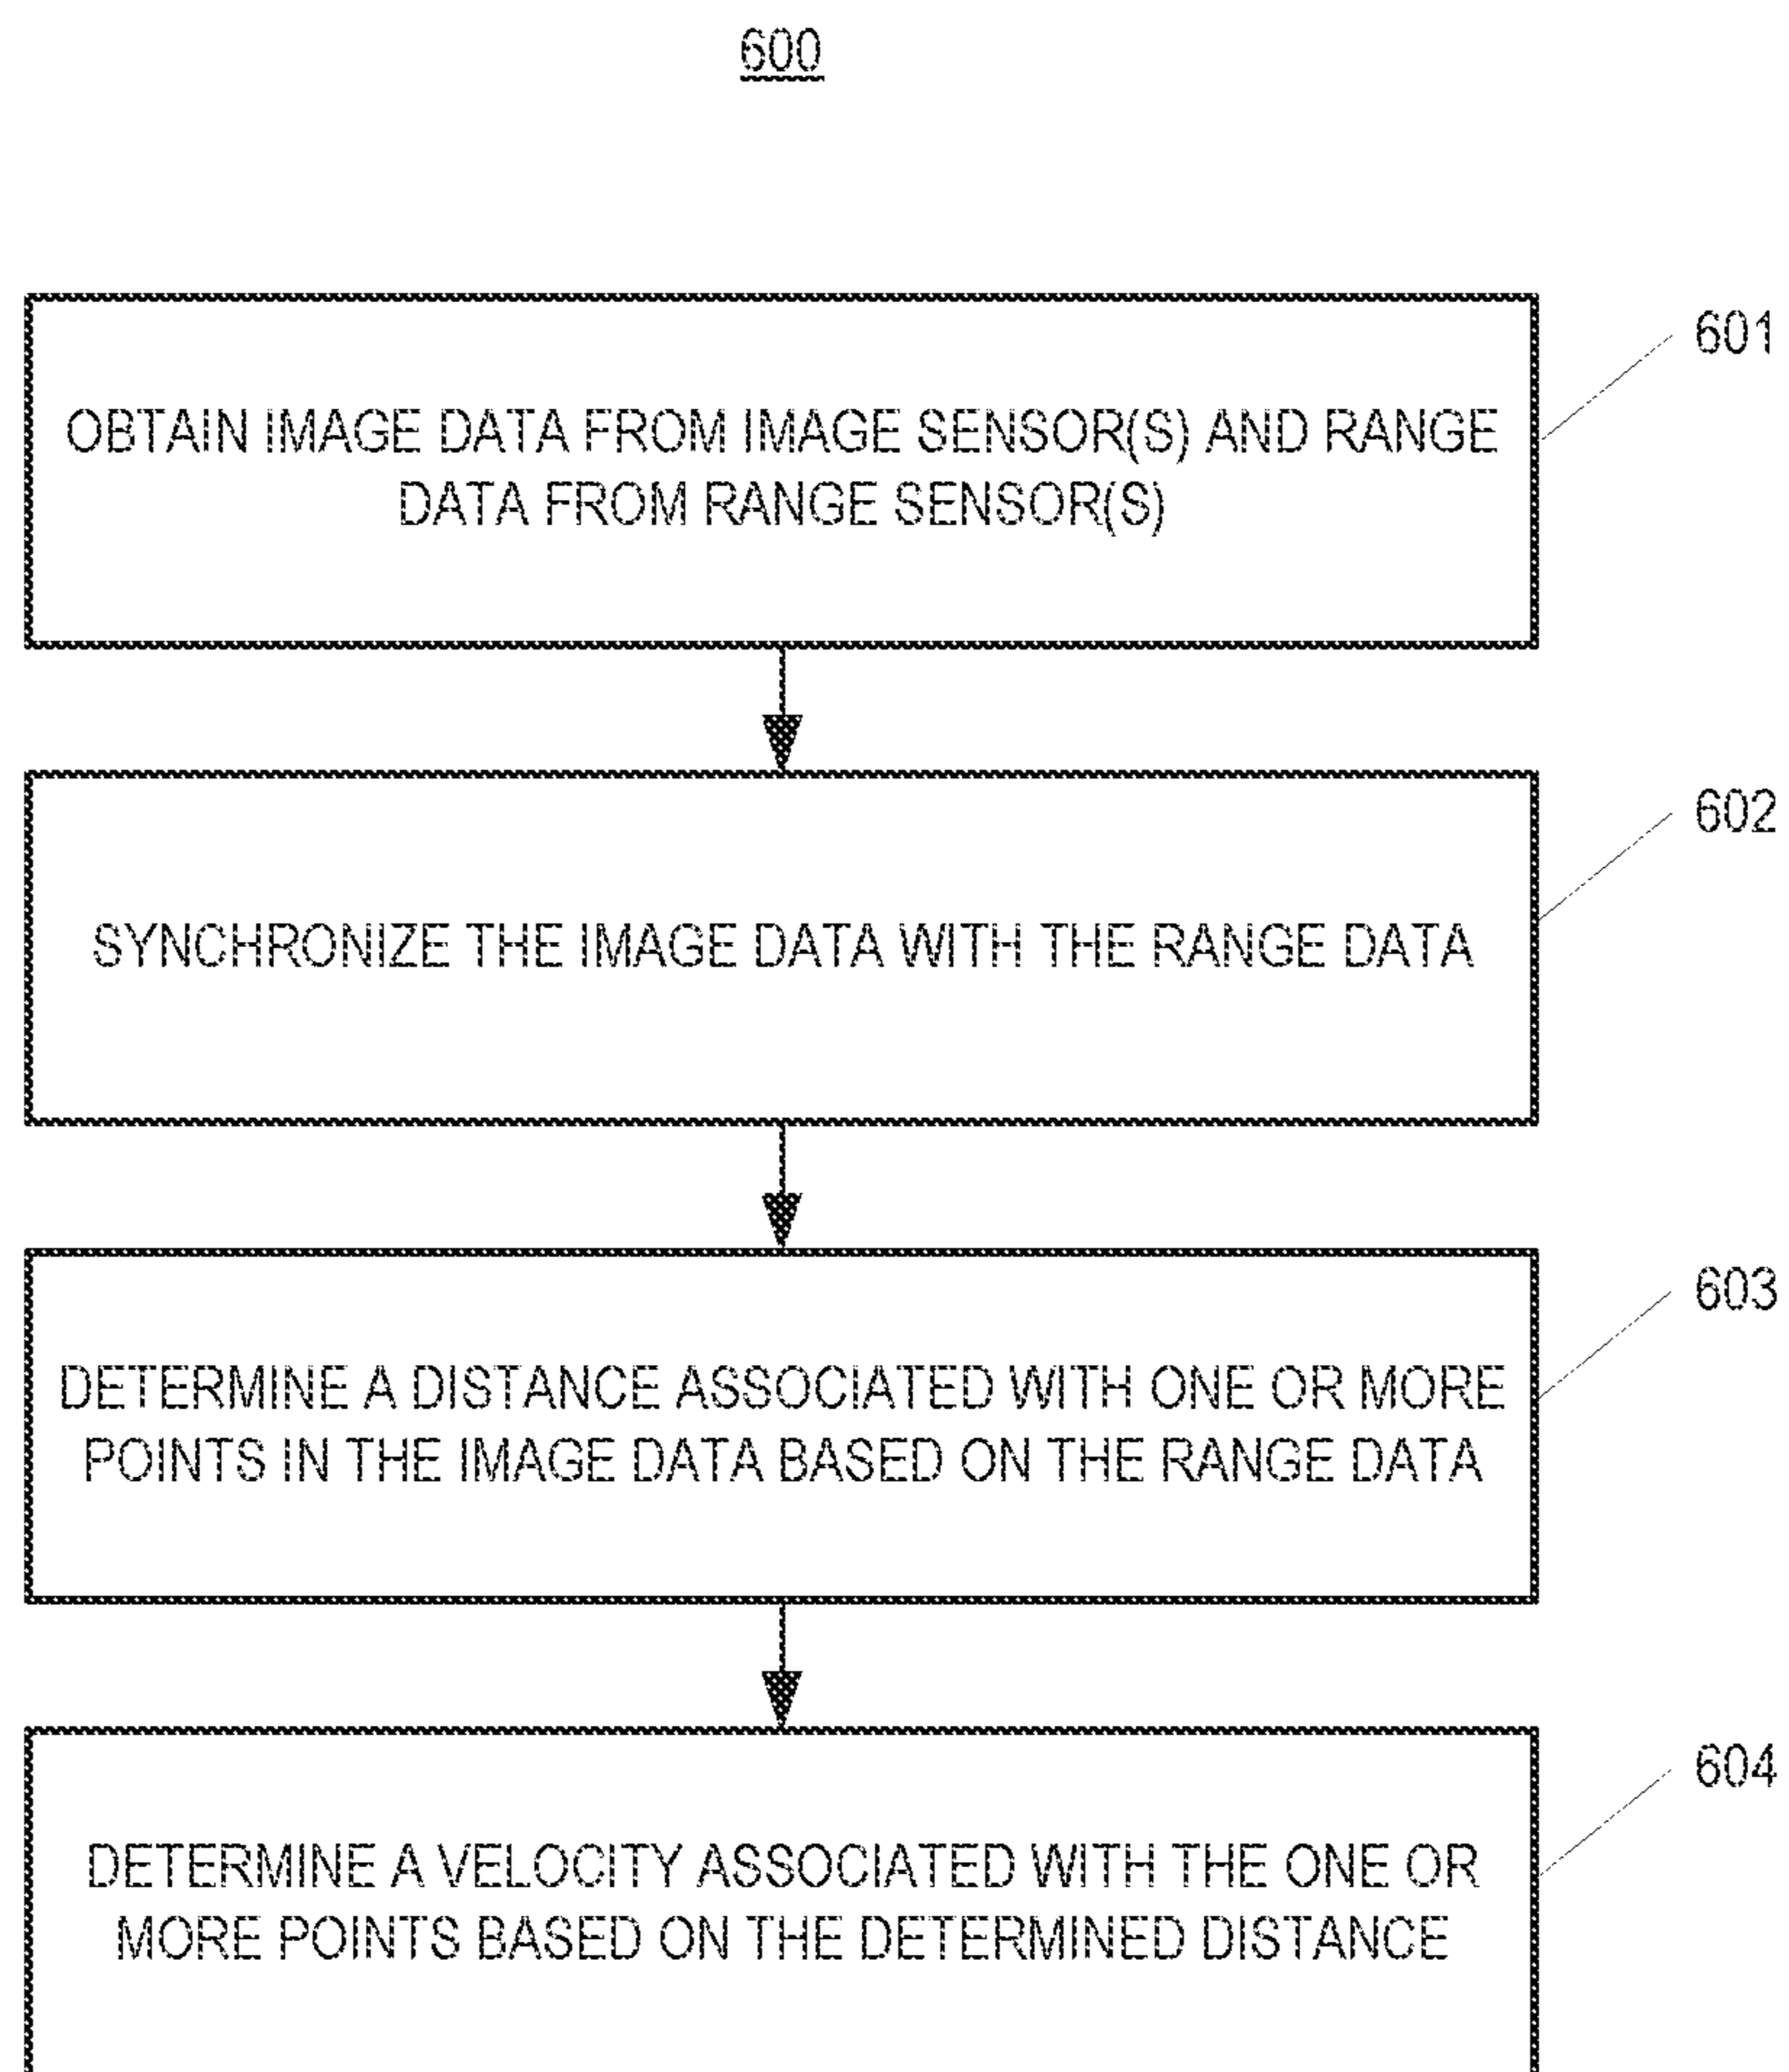 600
OBTAIN IMAGE DATA FROM IMAGE SENSOR(S) AND RANGE
DATA FROM RANGE SENSOR(S)
601
SYNCHRONIZE THE IMAGE DATA WITH THE RANGE DATA
602
DETERMINE A DISTANCE ASSOCIATED WITH ONE OR MORE
POINTS IN THE IMAGE DATA BASED ON THE RANGE DATA
603
DETERMINE A VELOCITY ASSOCIATED WITH THE ONE OR
MORE POINTS BASED ON THE DETERMINED DISTANCE
604